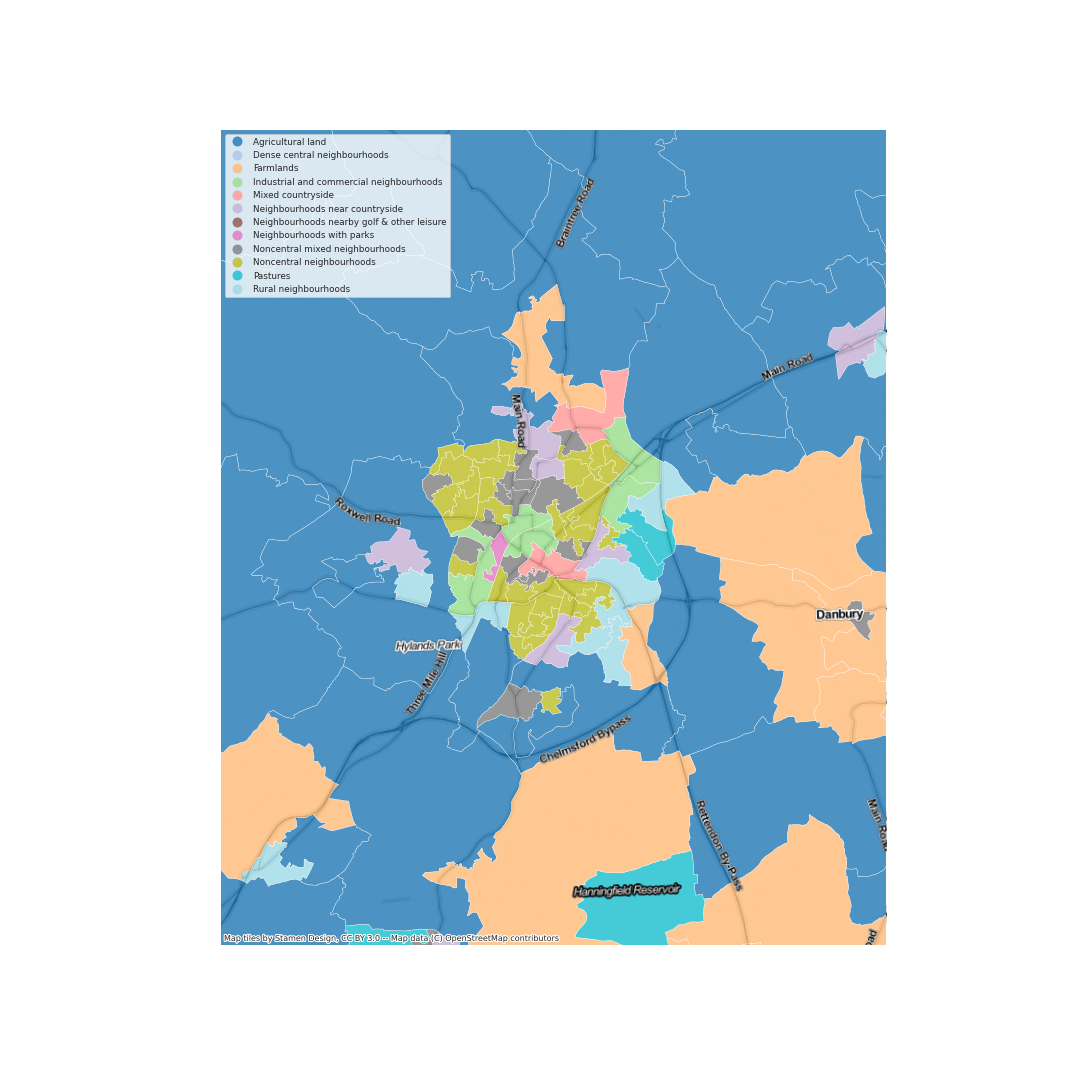 Agricultural land
Dense central neighbourhoods
Farmlands
Industrial and commercial neighbourhoods
Mixed countryside
Neighbourhoods near countryside
Neighbourhoods nearby golf & other leisure
Neighbourhoods with parks
Noncentral mixed neighbourhoods
Noncentral neighbourhoods
Pastures
Rural neighbourhoods
Braintree Road
Main Road
Main Road
Roxwell Road
Danbury
Hylands Park
Three Mile Hill
Chelmsford Bypass
Rettendon By-Pass
Main Roa
Hanningfield Reservoir
oad
Map tiles by Stamen Design, CC BY 3.0 -- Map data (C) OpenStreetMap contributors